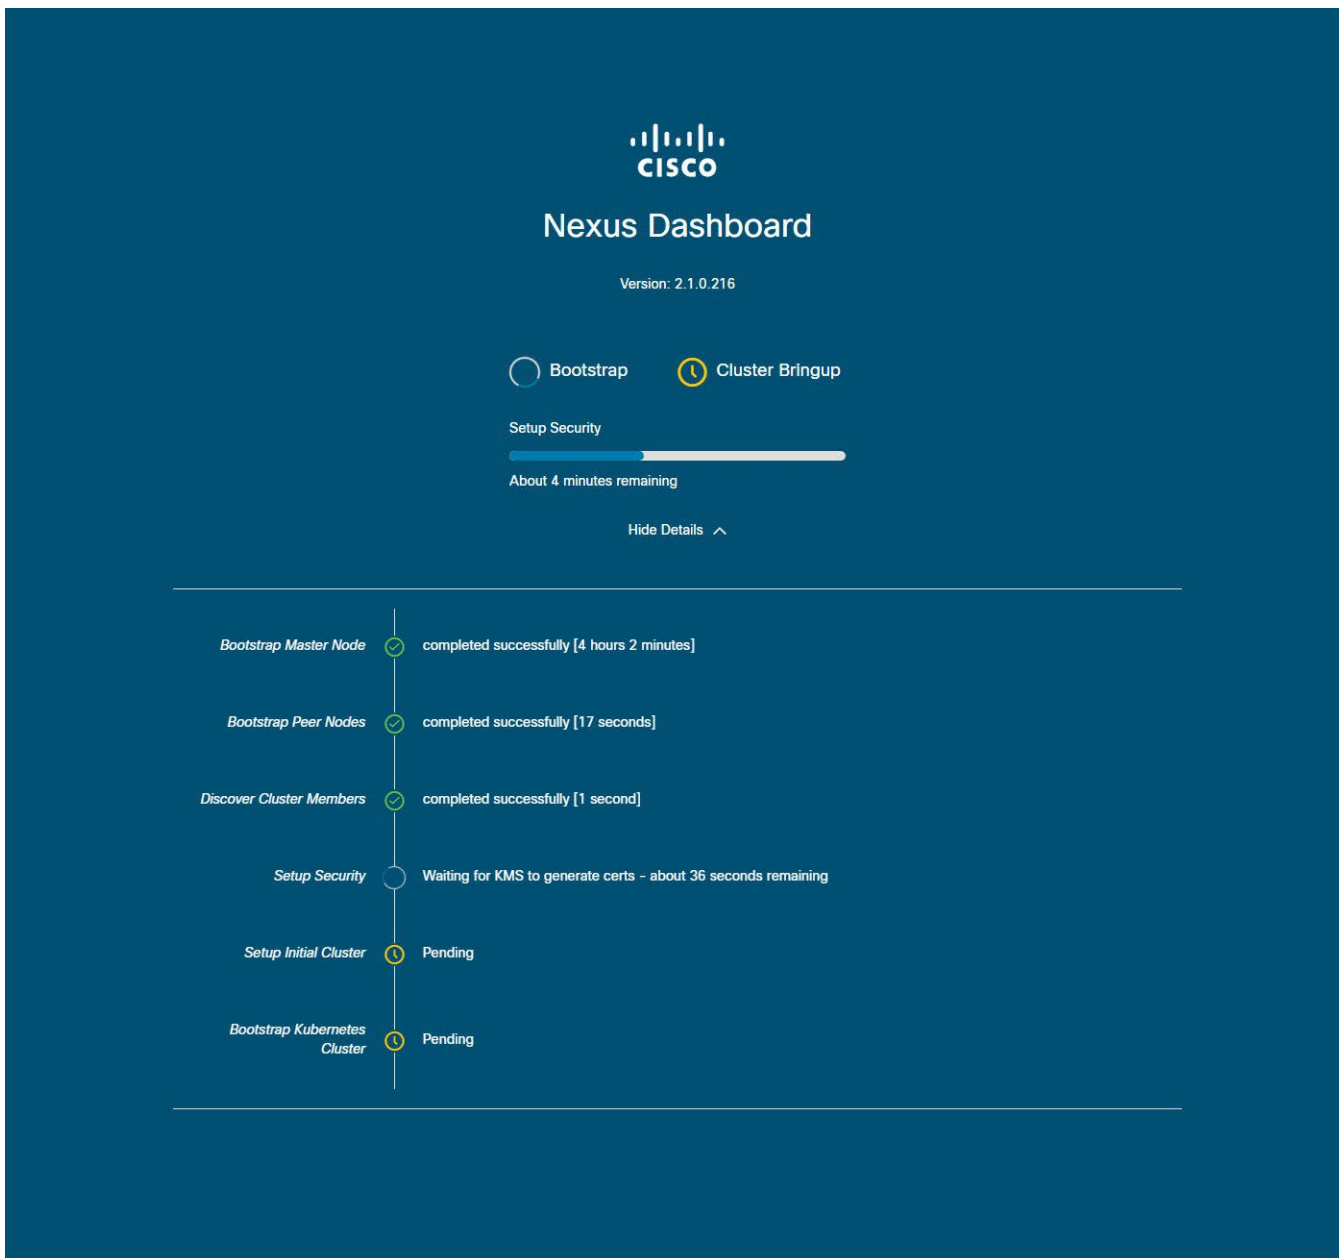 CISCO
Nexus Dashboard
Version: 2.1.0.216
Bootstrap Cluster Bringup
Setup Security
About 4 minutes remaining
Hide Details
Bootstrap Master Node completed successfully [4 hours 2 minutes]
Bootstrap Peer Nodes completed successfully [17 seconds]
Discover Cluster Members completed successfully [1 second]
Setup Security Waiting for KMS to generate certs - about 36 seconds remaining
Setup Initial Cluster Pending
Bootstrap Kubernetes
Cluster Pending